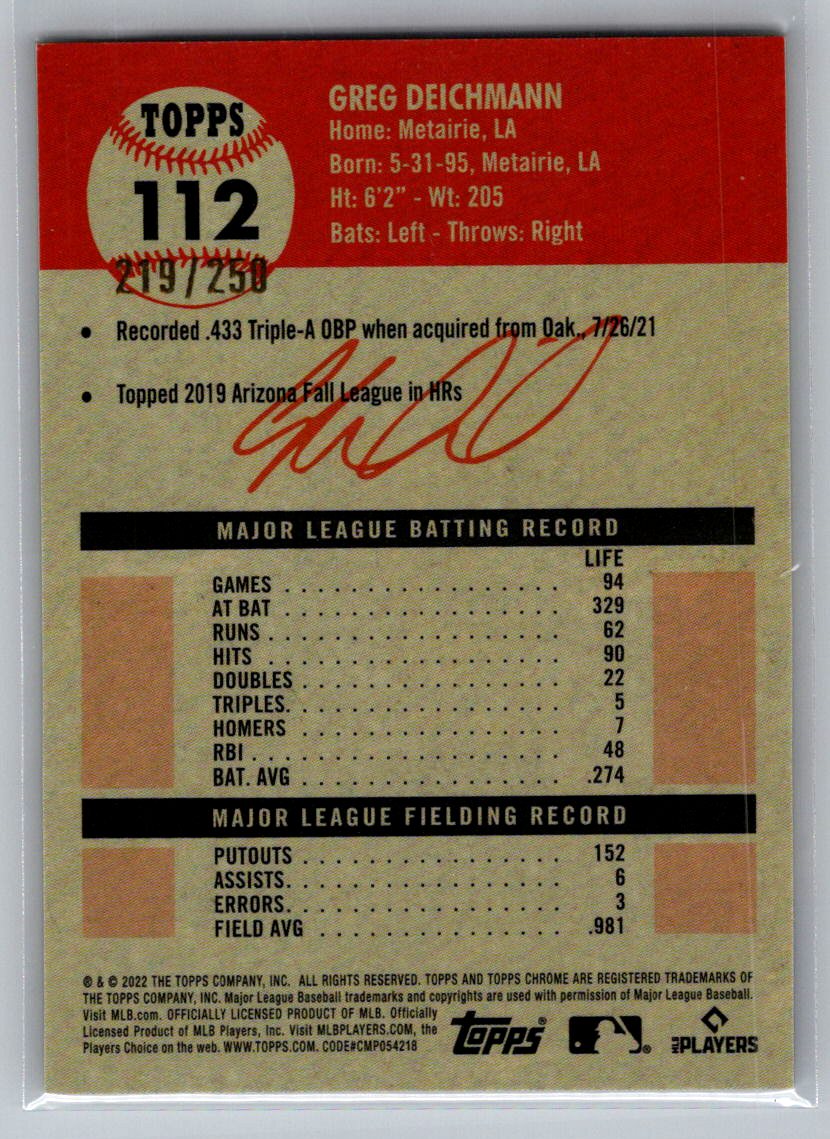 TOPPS
112
219/250
GREG DEICHMANN
Home: Metairie, LA
Born: 5-31-95, Metairie, LA
Ht: 6'2" - Wt: 205
Bats: Left - Throws: Right
• Recorded .433 Triple-A OBP when acquired from Oak., 7/26/21
• Topped 2019 Arizona Fall League in HRs
MAJOR LEAGUE BATTING RECORD
LIFE
GAMES . . . . . . . . . . . . . . . . . . 94
AT BAT . . . . . . . . . . . . . . . . . . 329
RUNS . . . . . . . . . . . . . . . . . . . 62
HITS . . . . . . . . . . . . . . . . . . . 90
DOUBLES . . . . . . . . . . . . . . . . . 22
TRIPLES. . . . . . . . . . . . . . . . . . 5
HOMERS . . . . . . . . . . . . . . . . . 7
RBI . . . . . . . . . . . . . . . . . . . . 48
BAT. AVG . . . . . . . . . . . . . . . . . .274
MAJOR LEAGUE FIELDING RECORD
PUTOUTS . . . . . . . . . . . . . . . . . 152
ASSISTS. . . . . . . . . . . . . . . . . . 6
ERRORS. . . . . . . . . . . . . . . . . . 3
FIELD AVG . . . . . . . . . . . . . . . . .981
® & © 2022 THE TOPPS COMPANY, INC. ALL RIGHTS RESERVED. TOPPS AND TOPPS CHROME ARE REGISTERED TRADEMARKS OF
THE TOPPS COMPANY, INC. Major League Baseball trademarks and copyrights are used with permission of Major League Baseball.
Visit MLB.com. OFFICIALLY LICENSED PRODUCT OF MLB. Officially
Licensed Product of MLB Players, Inc. Visit MLBPLAYERS.COM, the
Players Choice on the web. WWW.TOPPS.COM. CODE#CMP054218
Topps®
MLB PLAYERS